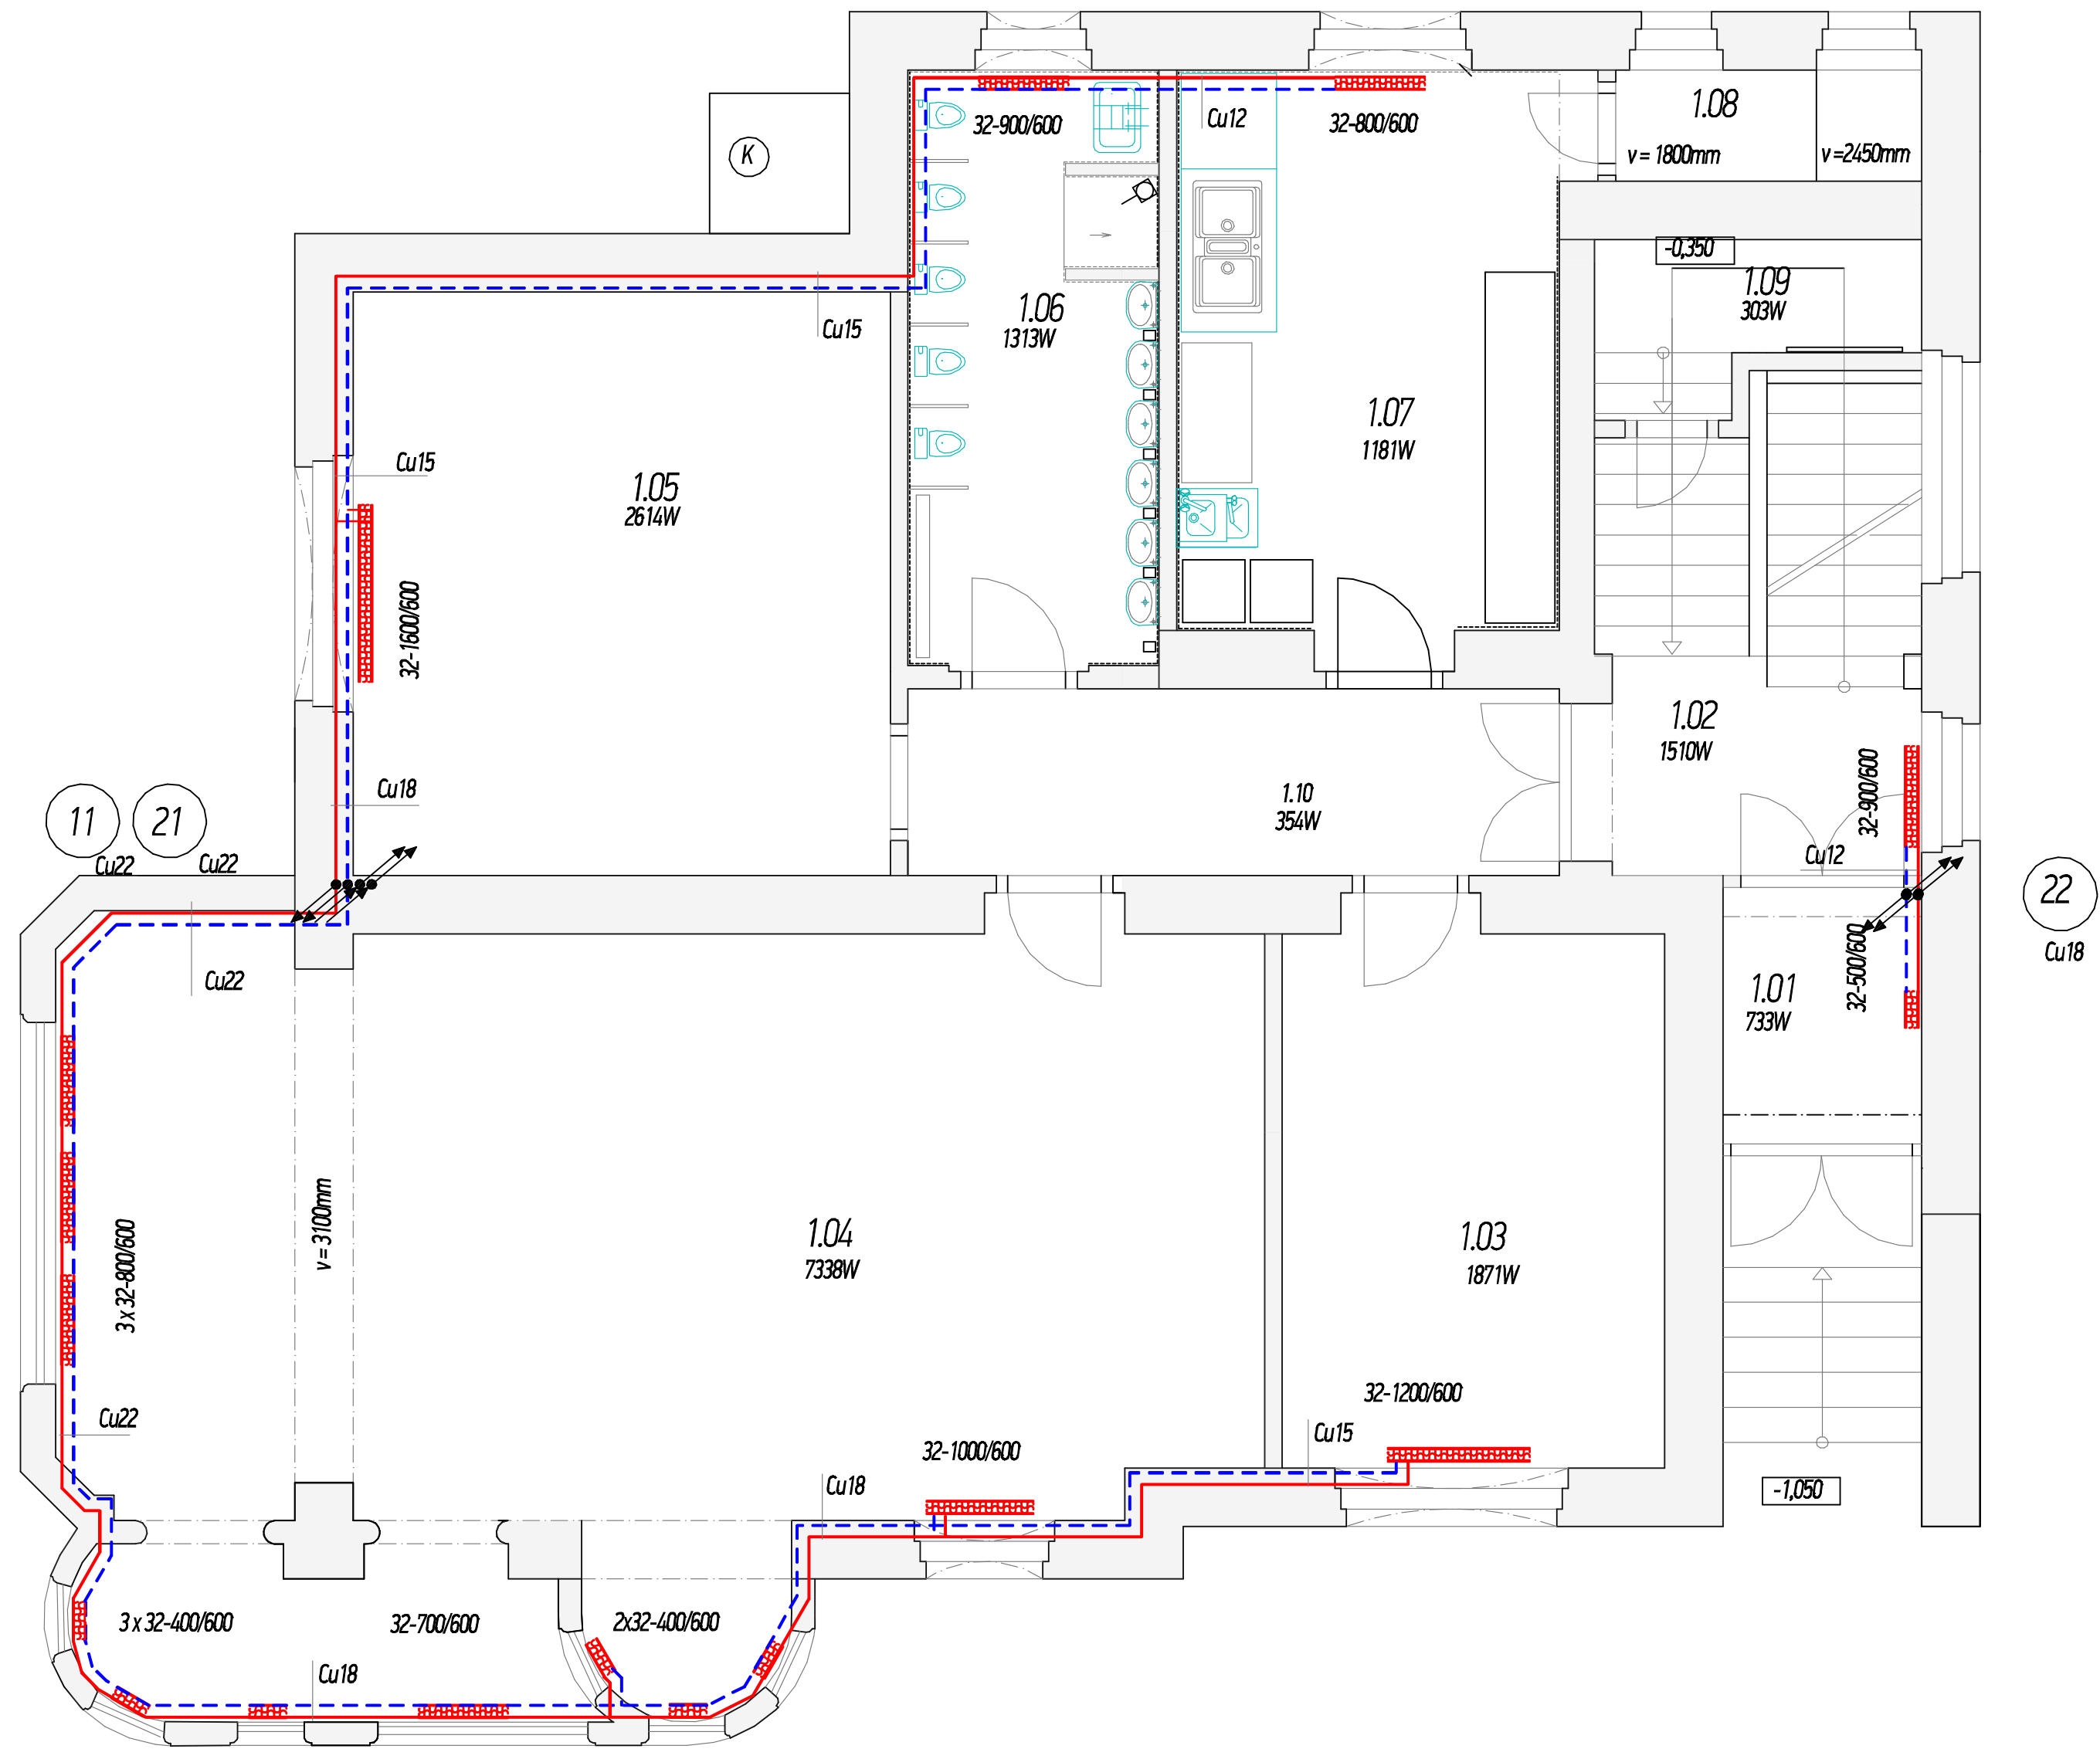 1.08
K
32-900/600
Cu12
32-800/600
v = 1800mm
v =2450mm
-0,350
1.09
303W
1.06
1313W
Cu15
1.07
1181W
Cu15
1.05
2614W
32-1600/600
1.02
1510W
32-900/600
Cu18
11
21
1.10
354W
Cu22
Cu22
Cu12
22
Cu18
Cu22
32-500/600
1.01
733W
3 x 32-800/600
v = 3100mm
1.04
7338W
1.03
1871W
Cu22
32-1200/600
Cu15
32-1000/600
Cu18
-1,050
3 x 32-400/600
32-700/600
2x32-400/600
Cu18